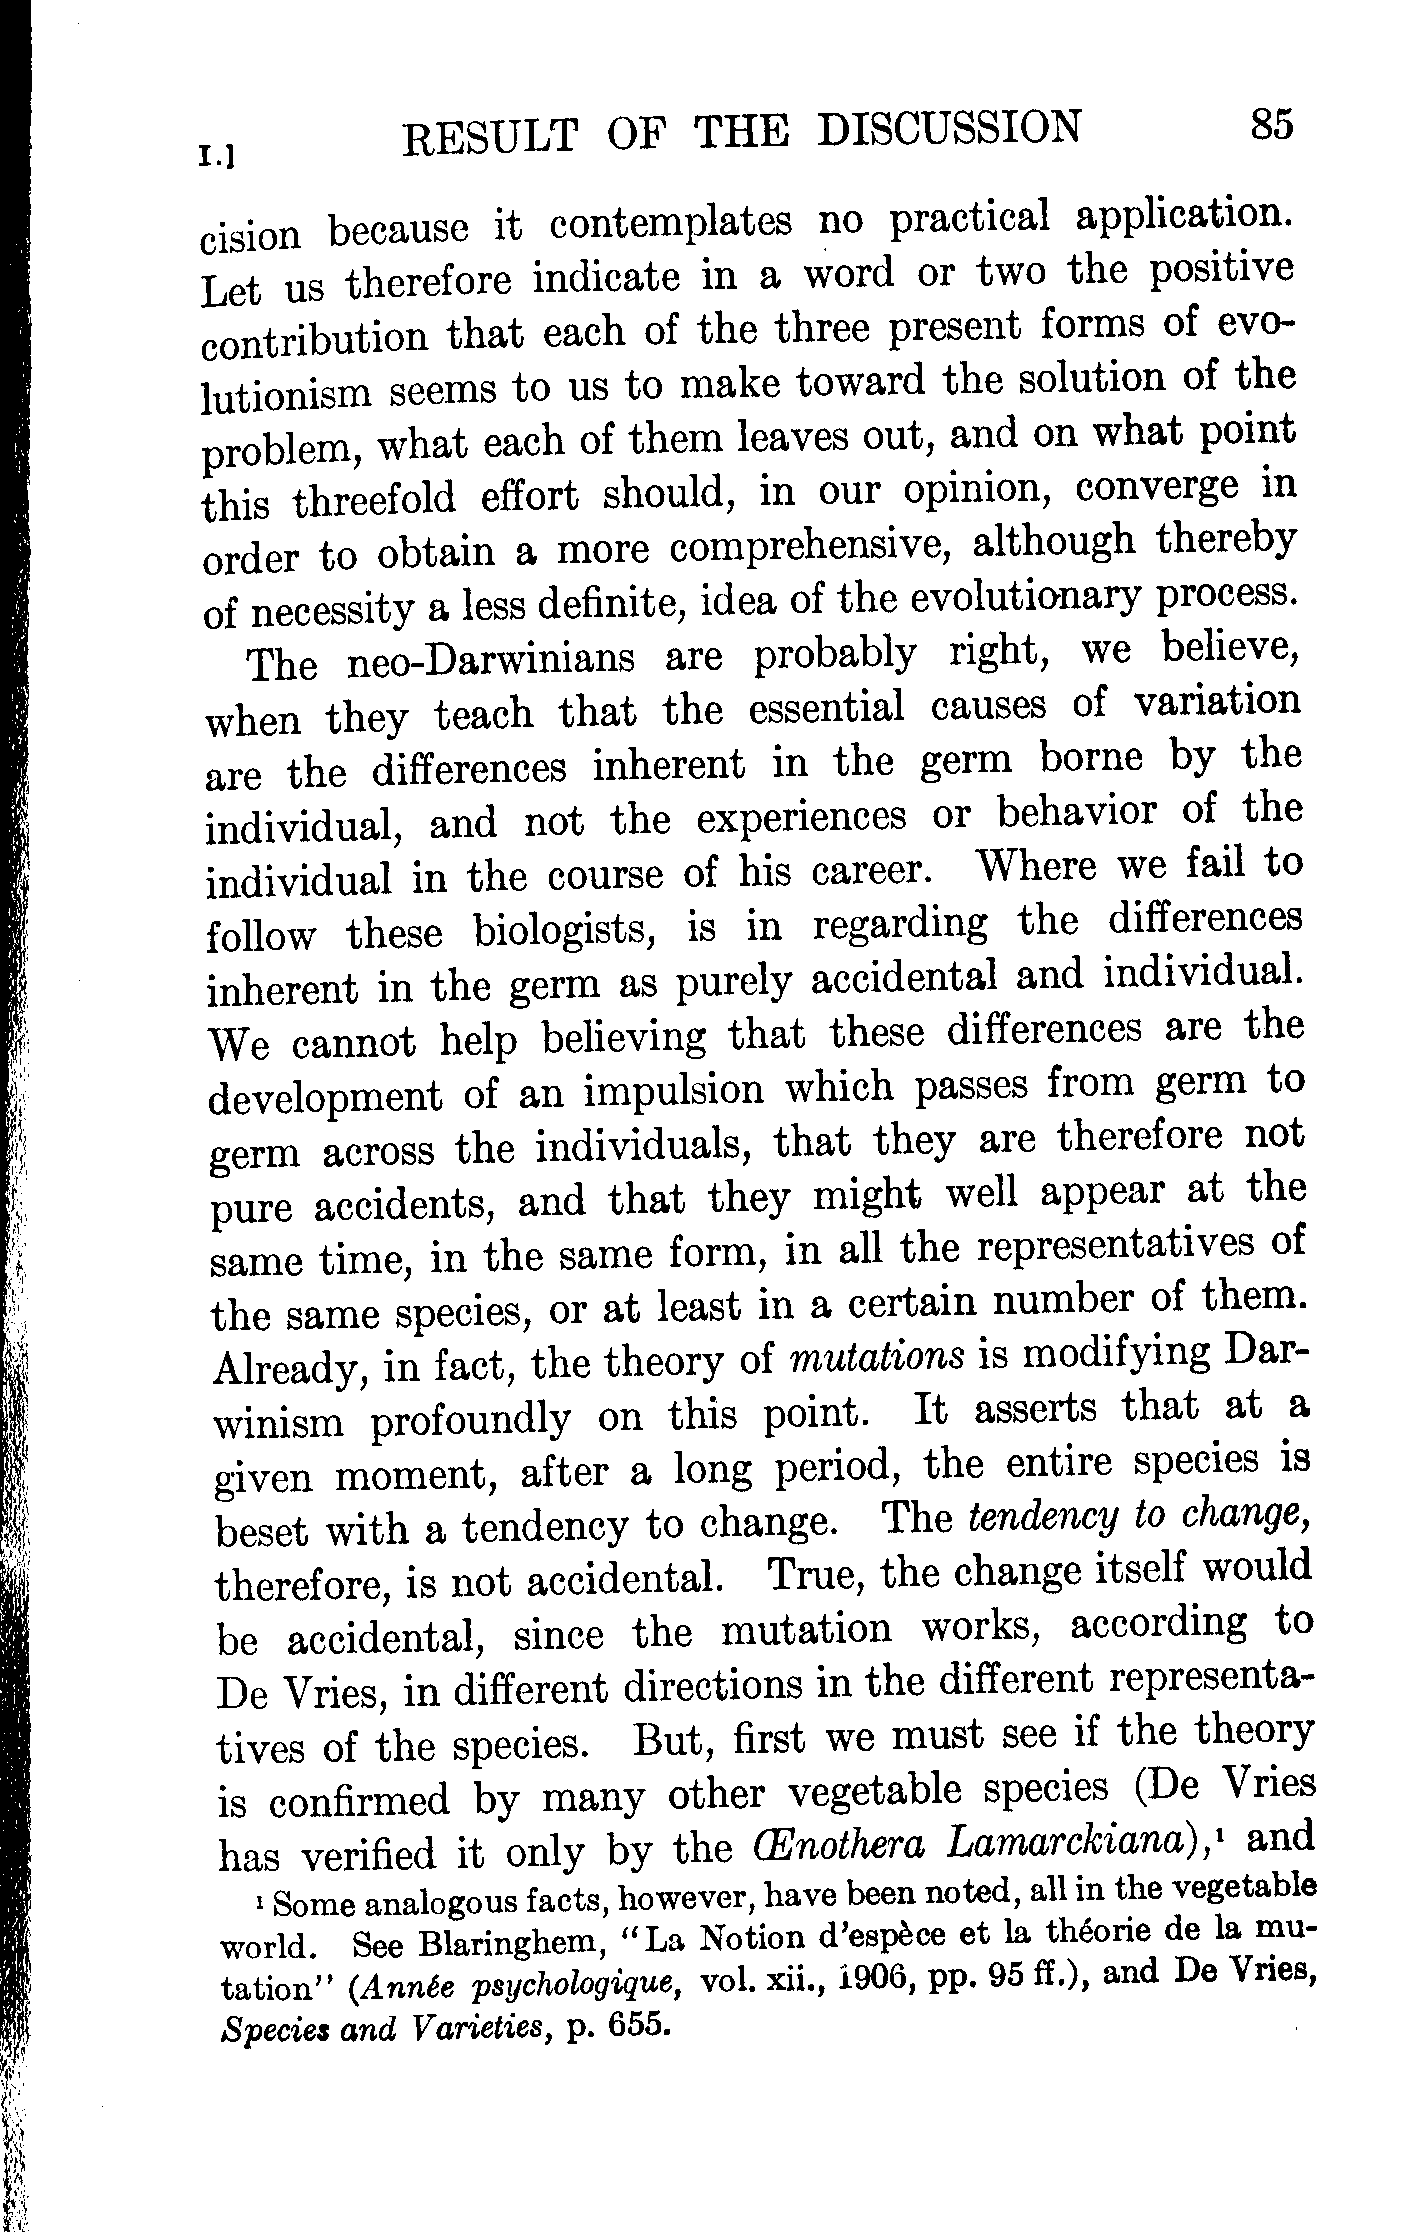 I.] RESULT OF THE DISCUSSION 85
cision because it contemplates no practical application.
Let us therefore indicate in a word or two the positive
contribution that each of the three present forms of evo-
lutionism seems to us to make toward the solution of the
problem, what each of them leaves out, and on what point
this threefold effort should, in our opinion, converge in
order to obtain a more comprehensive, although thereby
of necessity a less definite, idea of the evolutionary process.
The neo-Darwinians are probably right, we believe,
when they teach that the essential causes of variation
are the differences inherent in the germ borne by the
individual, and not the experiences or behavior of the
individual in the course of his career. Where we fail to
follow these biologists, is in regarding the differences
inherent in the germ as purely accidental and individual.
We cannot help believing that these differences are the
development of an impulsion which passes from germ to
germ across the individuals, that they are therefore not
pure accidents, and that they might well appear at the
same time, in the same form, in all the representatives of
the same species, or at least in a certain number of them.
Already, in fact, the theory of mutations is modifying Dar-
winism profoundly on this point. It asserts that at a
given moment, after a long period, the entire species is
beset with a tendency to change. The tendency to change,
therefore, is not accidental. True, the change itself would
be accidental, since the mutation works, according to
De Vries, in different directions in the different representa-
tives of the species. But, first we must see if the theory
is confirmed by many other vegetable species (De Vries
has verified it only by the Œnothera Lamarckiana),¹ and
¹ Some analogous facts, however, have been noted, all in the vegetable
world. See Blaringhem, "La Notion d'espèce et la théorie de la mu-
tation" (Année psychologique, vol. xii., 1906, pp. 95 ff.), and De Vries,
Species and Varieties, p. 655.